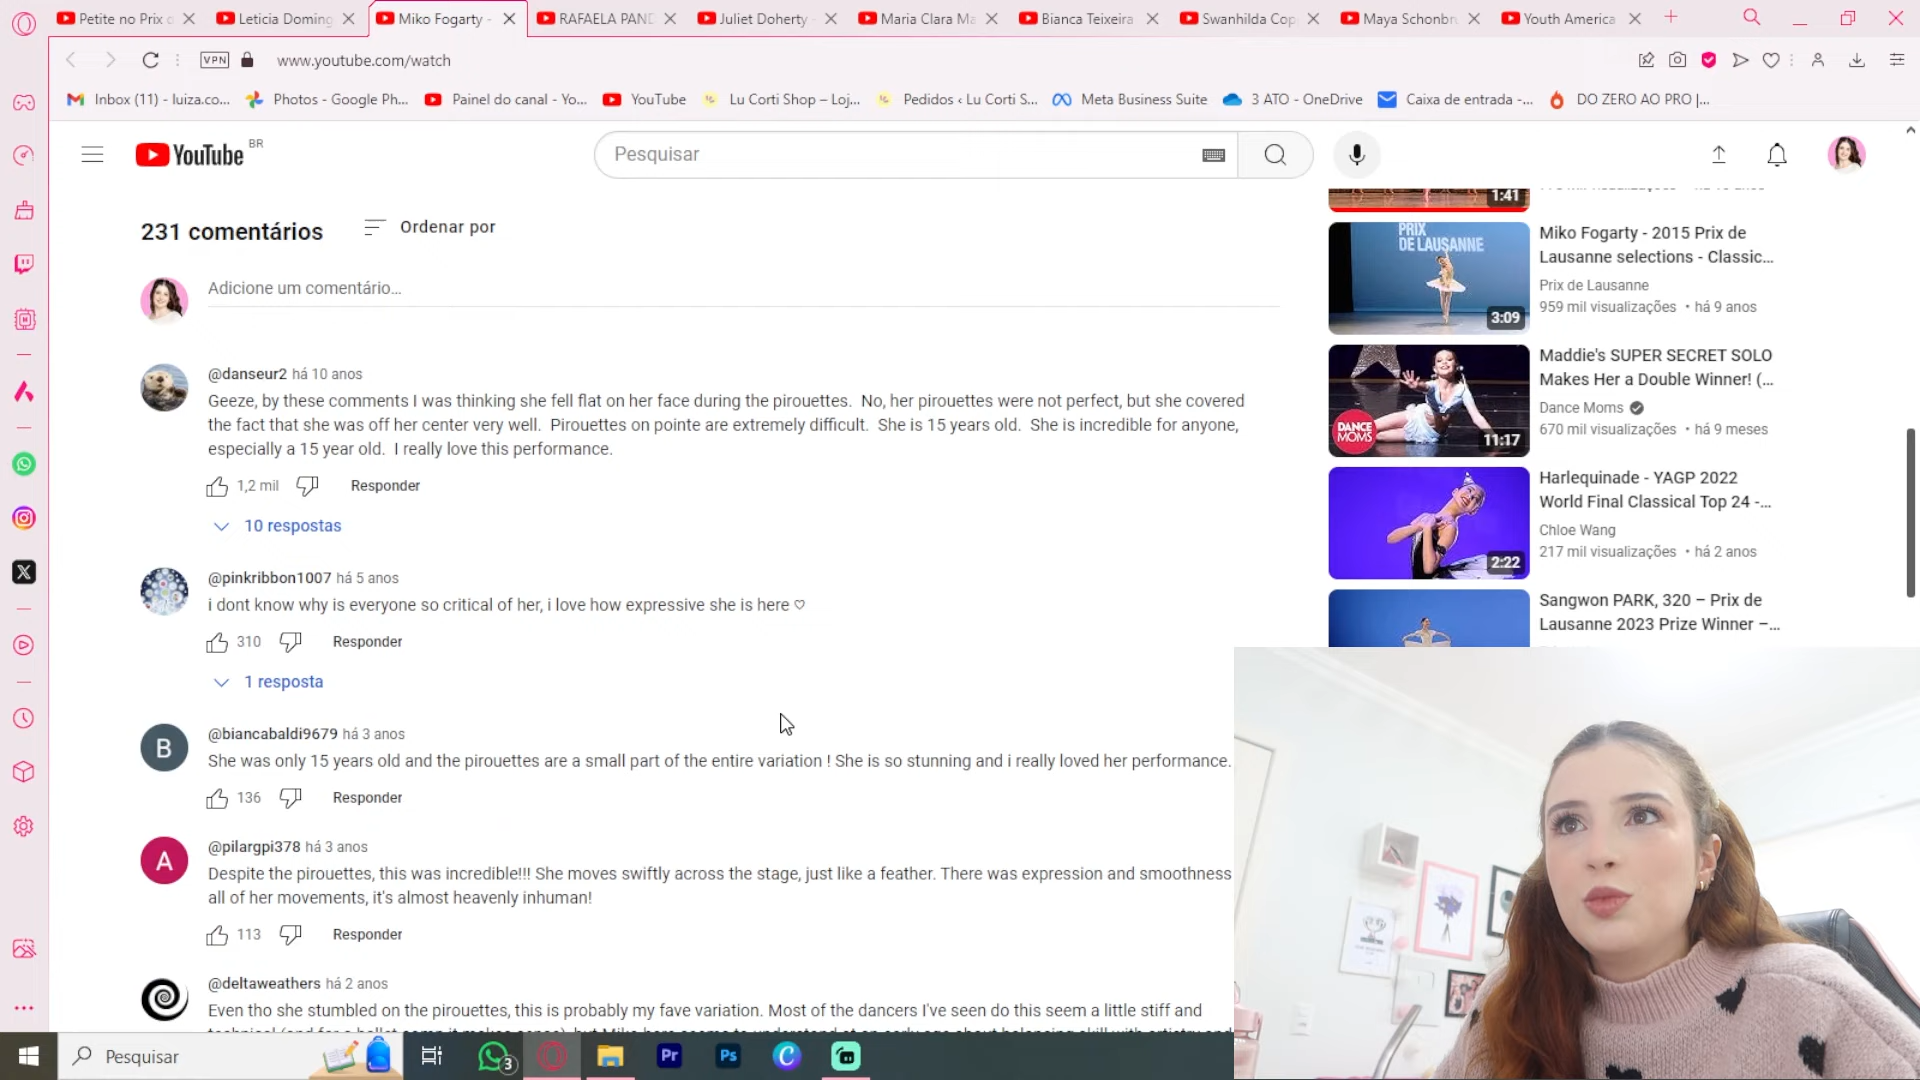 Petite no Prix
Leticia Doming
Miko Fogarty -
RAFAELA PAND
Juliet Doherty -
Maria Clara Ma
Bianca Teixeira
Swanhilda Cop
Maya Schonbru
Youth America
VPN
www.youtube.com/watch
Inbox (11) - luiza.co...
Photos - Google Ph...
Painel do canal - Yo...
YouTube
Lu Corti Shop – Loj...
Pedidos ‹ Lu Corti S...
Meta Business Suite
3 ATO - OneDrive
Caixa de entrada -...
DO ZERO AO PRO |...
YouTube BR
Pesquisar
231 comentários
Ordenar por
Adicione um comentário...
@danseur2 há 10 anos
Geeze, by these comments I was thinking she fell flat on her face during the pirouettes. No, her pirouettes were not perfect, but she covered
the fact that she was off her center very well. Pirouettes on pointe are extremely difficult. She is 15 years old. She is incredible for anyone,
especially a 15 year old. I really love this performance.
1,2 mil
Responder
10 respostas
@pinkribbon1007 há 5 anos
i dont know why is everyone so critical of her, i love how expressive she is here ♡
310
Responder
1 resposta
B
@biancabaldi9679 há 3 anos
She was only 15 years old and the pirouettes are a small part of the entire variation ! She is so stunning and i really loved her performance.
136
Responder
A
@pilargpi378 há 3 anos
Despite the pirouettes, this was incredible!!! She moves swiftly across the stage, just like a feather. There was expression and smoothness
all of her movements, it's almost heavenly inhuman!
113
Responder
@deltaweathers há 2 anos
Even tho she stumbled on the pirouettes, this is probably my fave variation. Most of the dancers I've seen do this seem a little stiff and
1:41
PRIX
DE LAUSANNE
3:09
Miko Fogarty - 2015 Prix de
Lausanne selections - Classic...
Prix de Lausanne
959 mil visualizações • há 9 anos
DANCE
MOMS
11:17
Maddie's SUPER SECRET SOLO
Makes Her a Double Winner! (...
Dance Moms
670 mil visualizações • há 9 meses
2:22
Harlequinade - YAGP 2022
World Final Classical Top 24 -...
Chloe Wang
217 mil visualizações • há 2 anos
Sangwon PARK, 320 – Prix de
Lausanne 2023 Prize Winner –...
Pesquisar
3
Pr
Ps